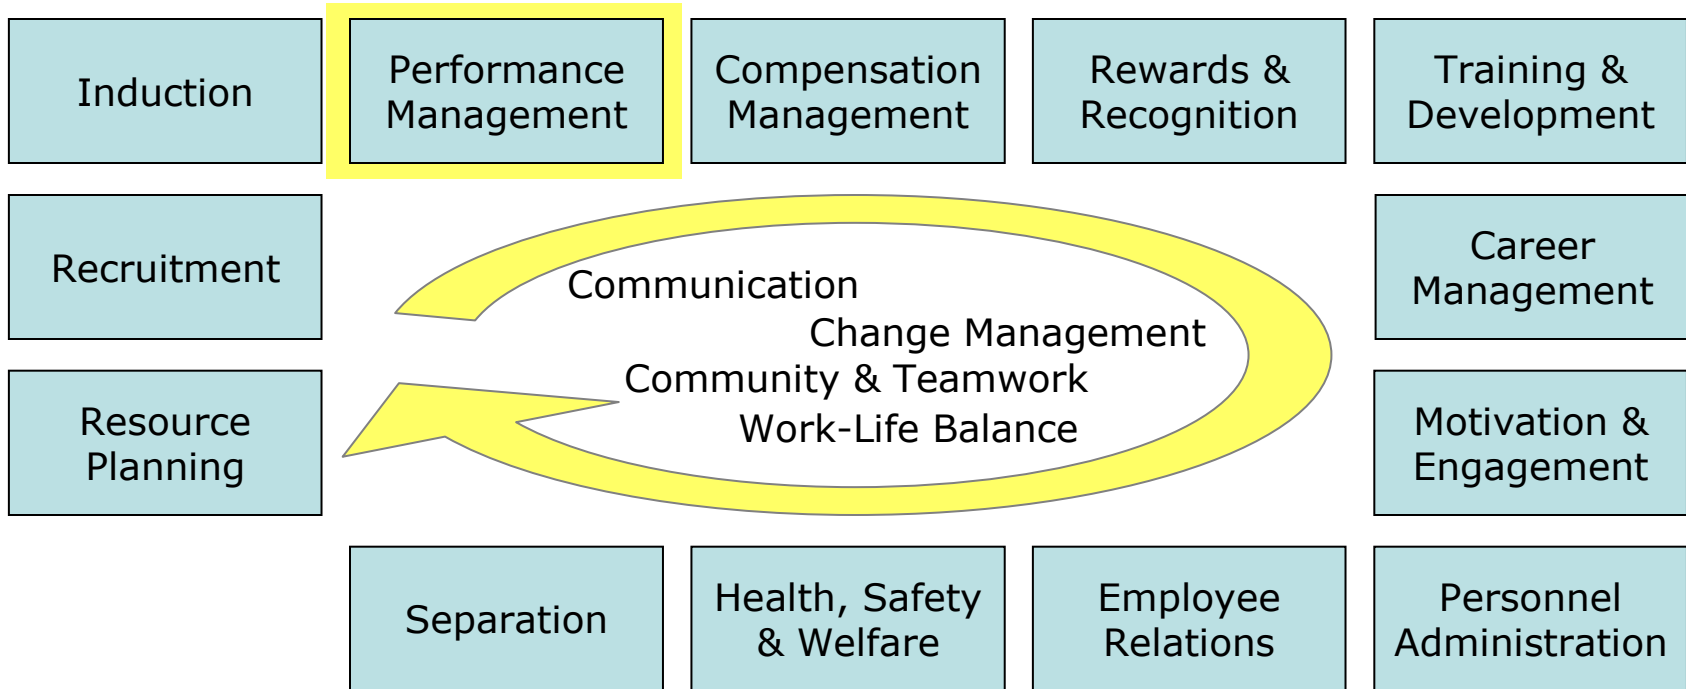 Induction
Performance
Management
Compensation
Management
Rewards &
Recognition
Training &
Development
Recruitment
Communication
Change Management
Community & Teamwork
Work-Life Balance
Career
Management
Resource
Planning
Motivation &
Engagement
Separation
Health, Safety
& Welfare
Employee
Relations
Personnel
Administration